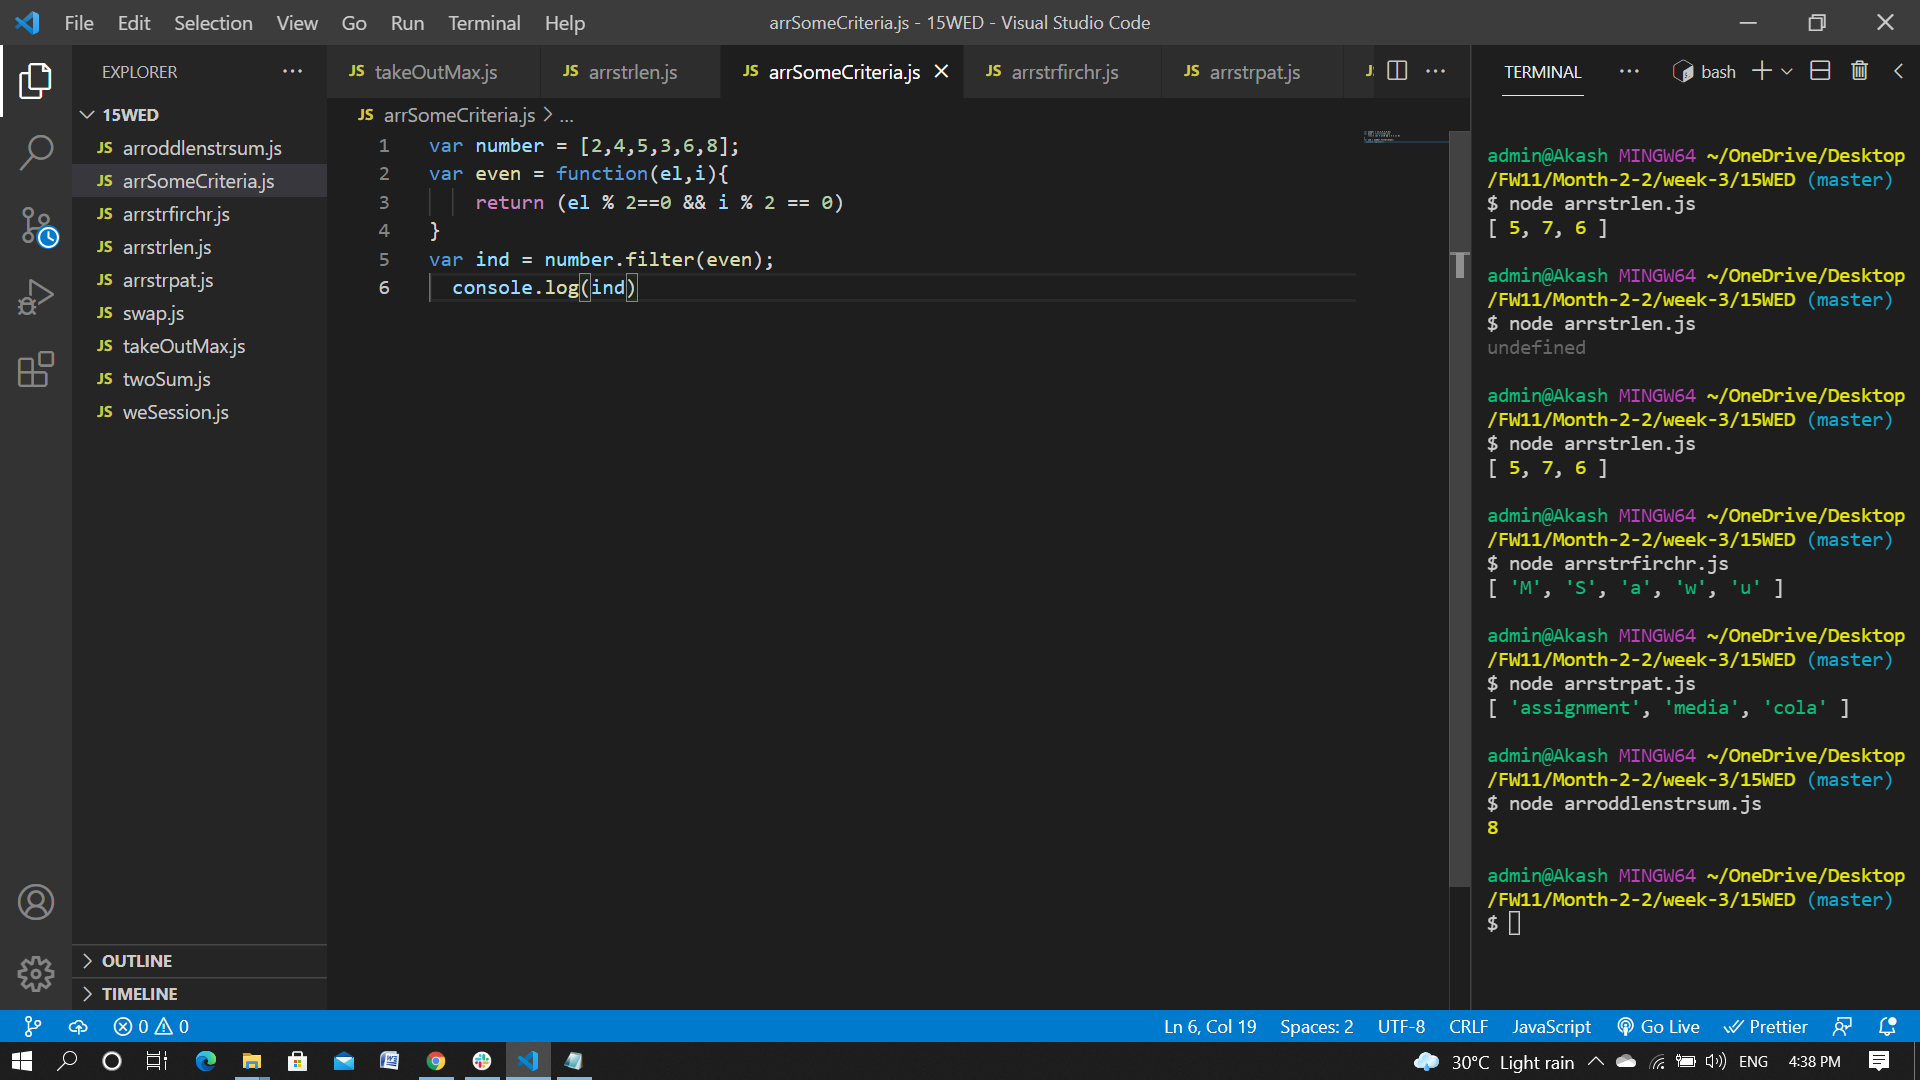 File Edit Selection View Go Run Terminal Help arrSomeCriteria.js - 15WED - Visual Studio Code
EXPLORER
15WED
JS arroddlenstrsum.js
JS arrSomeCriteria.js
JS arrstrfirchr.js
JS arrstrlen.js
JS arrstrpat.js
JS swap.js
JS takeOutMax.js
JS twoSum.js
JS weSession.js
OUTLINE
TIMELINE
JS takeOutMax.js JS arrstrlen.js JS arrSomeCriteria.js JS arrstrfirchr.js JS arrstrpat.js
JS arrSomeCriteria.js > ...
1 var number = [2,4,5,3,6,8];
2 var even = function(el,i){
3 return (el % 2==0 && i % 2 == 0)
4 }
5 var ind = number.filter(even);
6 console.log(ind)
TERMINAL bash
admin@Akash MINGW64 ~/OneDrive/Desktop
/FW11/Month-2-2/week-3/15WED (master)
$ node arrstrlen.js
[ 5, 7, 6 ]
admin@Akash MINGW64 ~/OneDrive/Desktop
/FW11/Month-2-2/week-3/15WED (master)
$ node arrstrlen.js
undefined
admin@Akash MINGW64 ~/OneDrive/Desktop
/FW11/Month-2-2/week-3/15WED (master)
$ node arrstrlen.js
[ 5, 7, 6 ]
admin@Akash MINGW64 ~/OneDrive/Desktop
/FW11/Month-2-2/week-3/15WED (master)
$ node arrstrfirchr.js
[ 'M', 'S', 'a', 'w', 'u' ]
admin@Akash MINGW64 ~/OneDrive/Desktop
/FW11/Month-2-2/week-3/15WED (master)
$ node arrstrpat.js
[ 'assignment', 'media', 'cola' ]
admin@Akash MINGW64 ~/OneDrive/Desktop
/FW11/Month-2-2/week-3/15WED (master)
$ node arroddlenstrsum.js
8
admin@Akash MINGW64 ~/OneDrive/Desktop
/FW11/Month-2-2/week-3/15WED (master)
$
0 0 Ln 6, Col 19 Spaces: 2 UTF-8 CRLF JavaScript Go Live Prettier
30°C Light rain ENG 4:38 PM